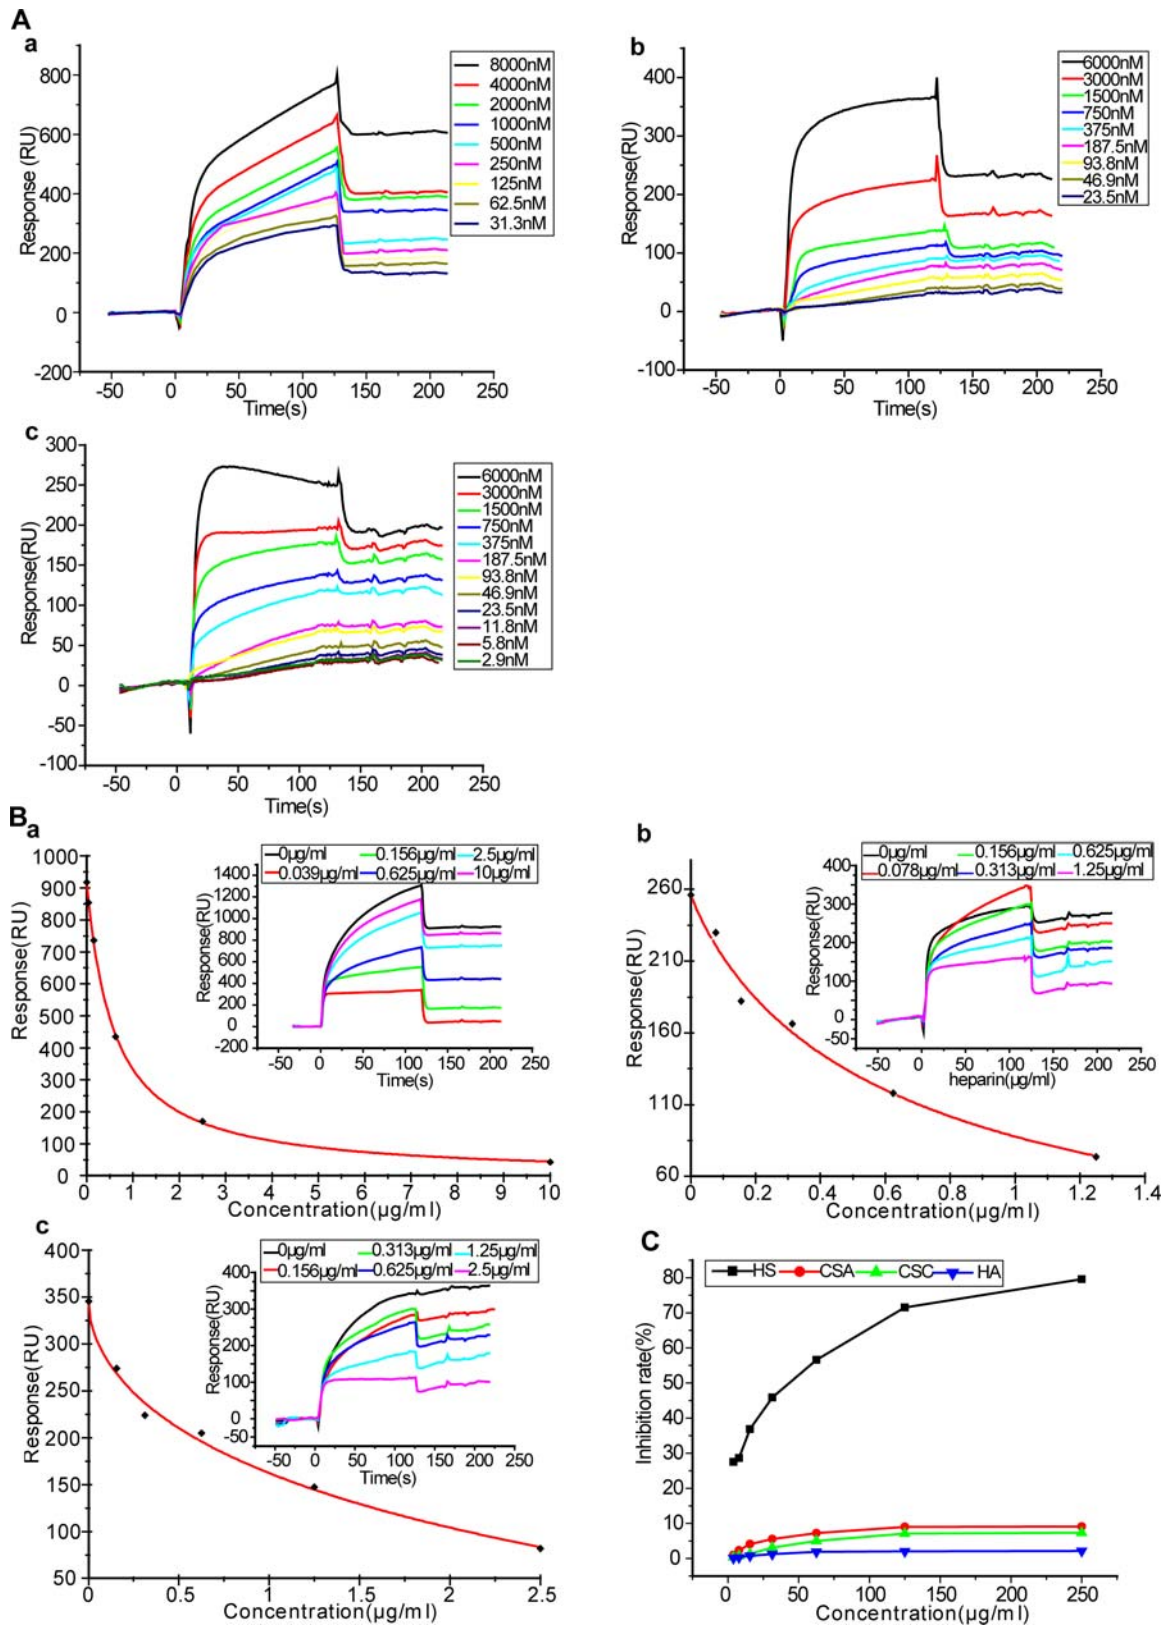 A
a
800
600
400
200
0
-200
Response (RU)
-50 0 50 100 150 200 250
Time(s)
8000nM
4000nM
2000nM
1000nM
500nM
250nM
125nM
62.5nM
31.3nM
b
400
300
200
100
0
-100
Response(RU)
-50 0 50 100 150 200 250
Time(s)
6000nM
3000nM
1500nM
750nM
375nM
187.5nM
93.8nM
46.9nM
23.5nM
c
300
250
200
150
100
50
0
-50
-100
Response(RU)
-50 0 50 100 150 200 250
Time(s)
6000nM
3000nM
1500nM
750nM
375nM
187.5nM
93.8nM
46.9nM
23.5nM
11.8nM
5.8nM
2.9nM
B
a
1000
900
800
700
600
500
400
300
200
100
0
Response(RU)
0 1 2 3 4 5 6 7 8 9 10
Concentration(µg/ml)
0µg/ml 0.156µg/ml 2.5µg/ml
0.039µg/ml 0.625µg/ml 10µg/ml
1400
1200
1000
800
600
400
200
0
-200
Response(RU)
-50 0 50 100 150 200 250
Time(s)
b
260
210
160
110
60
Response(RU)
0 0.2 0.4 0.6 0.8 1 1.2 1.4
Concentration(µg/ml)
0µg/ml 0.156µg/ml 0.625µg/ml
0.078µg/ml 0.313µg/ml 1.25µg/ml
400
300
200
100
0
-50
Response(RU)
-50 0 50 100 150 200 250
heparin(µg/ml)
c
400
350
300
250
200
150
100
50
Response(RU)
0 0.5 1 1.5 2 2.5
Concentration(µg/ml)
0µg/ml 0.313µg/ml 1.25µg/ml
0.156µg/ml 0.625µg/ml 2.5µg/ml
400
300
200
100
0
-50
Response(RU)
-50 0 50 100 150 200 250
Time(s)
C
HS CSA CSC HA
80
70
60
50
40
30
20
10
0
Inhibition rate(%)
0 50 100 150 200 250
Concentration(µg/ml)